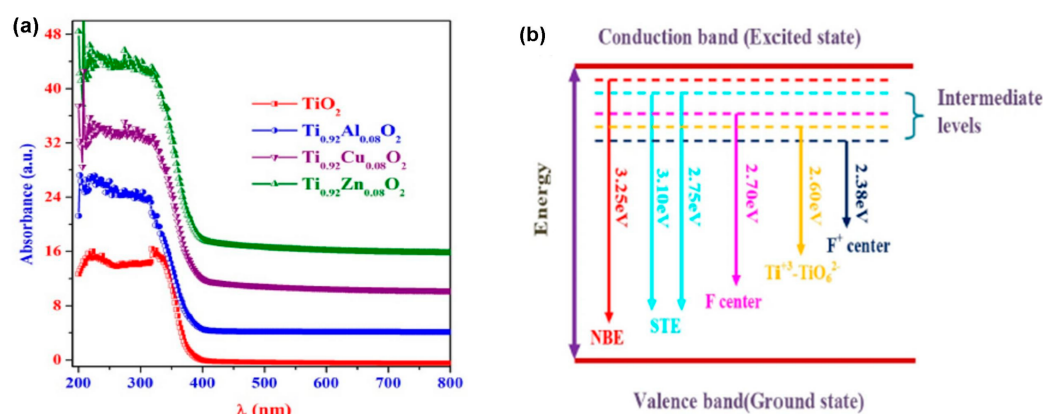 (a)
48
40
32
24
16
8
0
Absorbance (a.u.)
TiO2
Ti0.92Al0.08O2
Ti0.92Cu0.08O2
Ti0.92Zn0.08O2
200 300 400 500 600 700 800
λ (nm)
(b)
Conduction band (Excited state)
Intermediate
levels
Energy
3.25eV
3.10eV
2.75eV
2.70eV
2.60eV
2.38eV
F+ center
Ti+3-TiO62-
F center
NBE
STE
Valence band(Ground state)